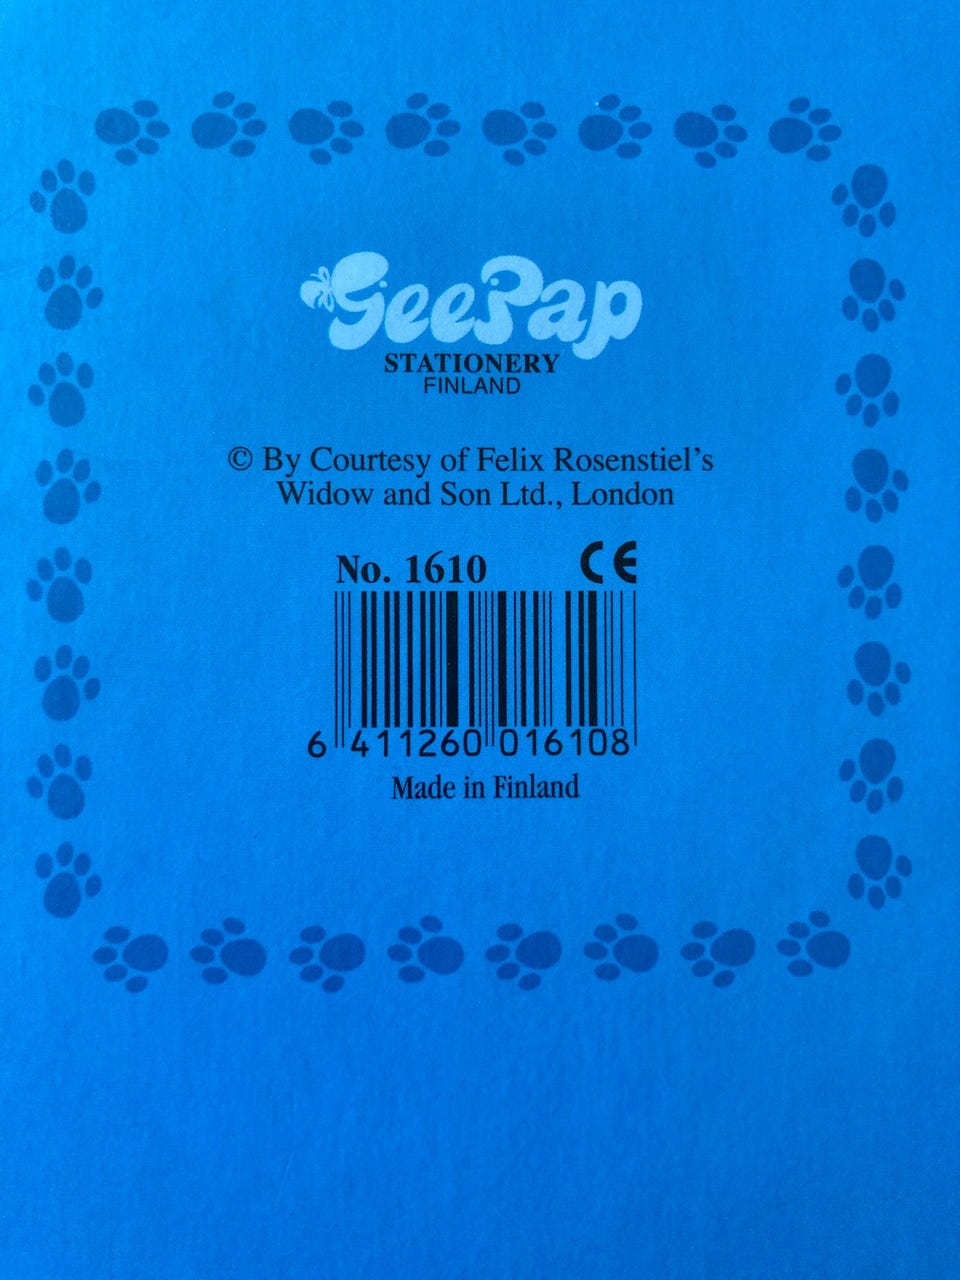 GeePap
STATIONERY
FINLAND
© By Courtesy of Felix Rosenstiel's
Widow and Son Ltd., London
No. 1610 CE
6 411260 016108
Made in Finland